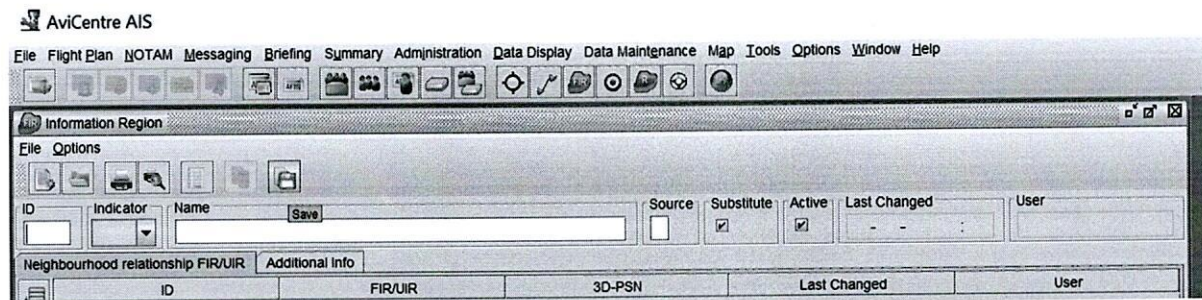 AviCentre AIS
File Flight Plan NOTAM Messaging Briefing Summary Administration Data Display Data Maintenance Map Tools Options Window Help
Information Region
File Options
ID Indicator Name Source Substitute Active Last Changed User
Save
- - :
Neighbourhood relationship FIR/UIR Additional Info
ID FIR/UIR 3D-PSN Last Changed User